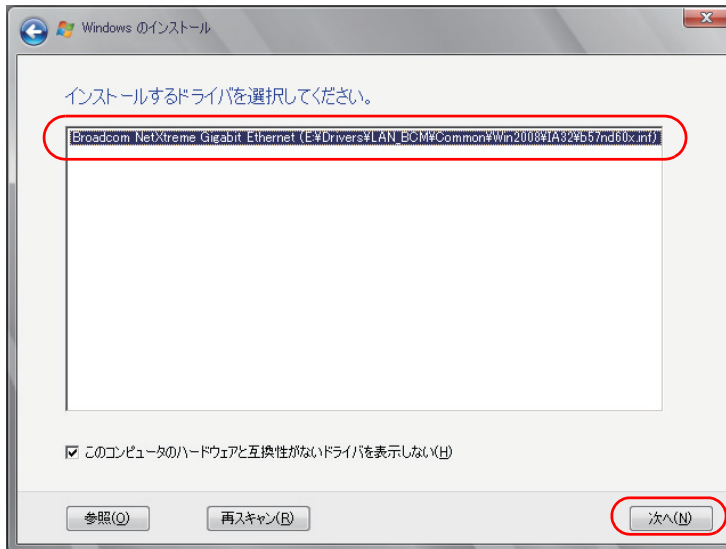 Windows のインストール
インストールするドライバを選択してください。
Broadcom NetXtreme Gigabit Ethernet (E:¥Drivers¥LAN_BCM¥Common¥Win2008¥IA32¥b57nd60x.inf)
このコンピュータのハードウェアと互換性がないドライバを表示しない(H)
参照(O)
再スキャン(R)
次へ(N)